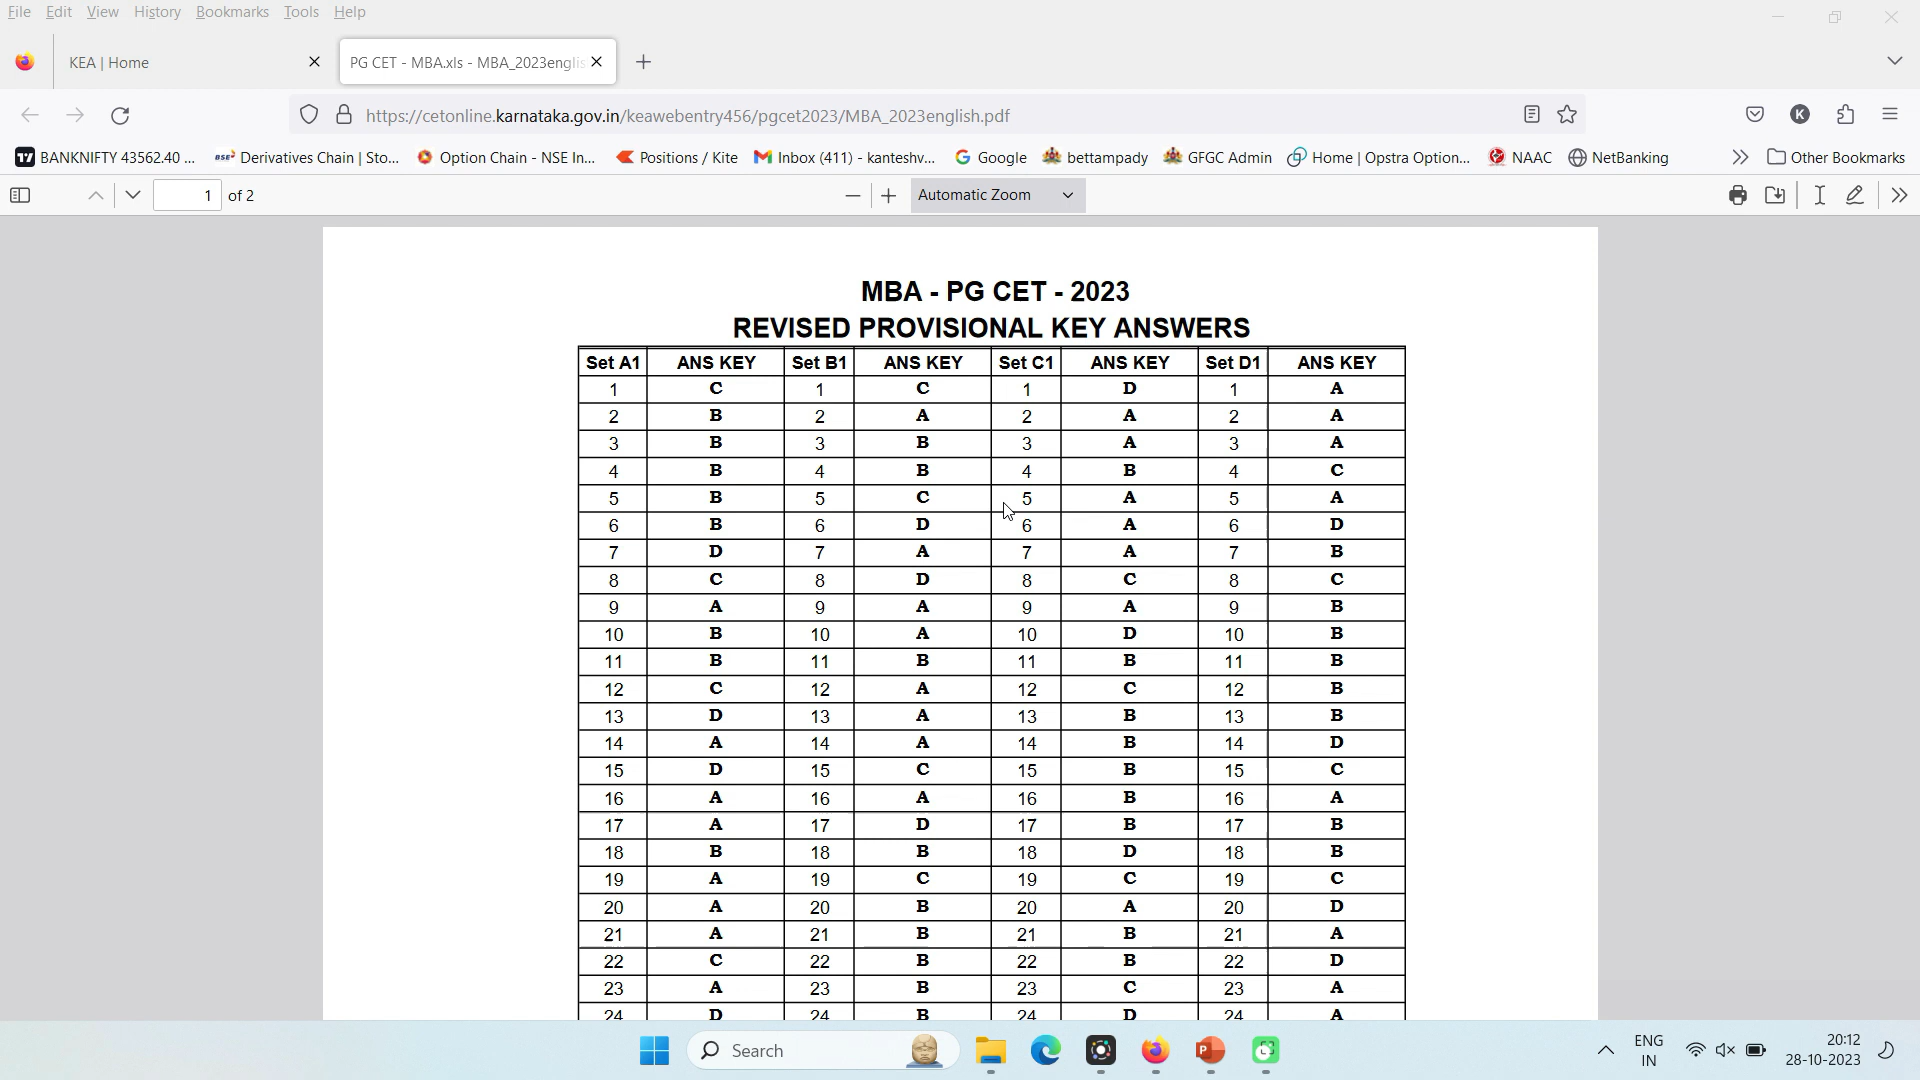 File Edit View History Bookmarks Tools Help
KEA | Home
PG CET - MBA.xls - MBA_2023englis
https://cetonline.karnataka.gov.in/keawebentry456/pgcet2023/MBA_2023english.pdf
K
17 BANKNIFTY 43562.40 ... BSE Derivatives Chain | Sto... Option Chain - NSE In... Positions / Kite Inbox (411) - kanteshv... Google bettampady GFGC Admin Home | Opstra Option... NAAC NetBanking Other Bookmarks
1 of 2 Automatic Zoom
MBA - PG CET - 2023
REVISED PROVISIONAL KEY ANSWERS
Set A1 ANS KEY Set B1 ANS KEY Set C1 ANS KEY Set D1 ANS KEY
1 C 1 C 1 D 1 A
2 B 2 A 2 A 2 A
3 B 3 B 3 A 3 A
4 B 4 B 4 B 4 C
5 B 5 C 5 A 5 A
6 B 6 D 6 A 6 D
7 D 7 A 7 A 7 B
8 C 8 D 8 C 8 C
9 A 9 A 9 A 9 B
10 B 10 A 10 D 10 B
11 B 11 B 11 B 11 B
12 C 12 A 12 C 12 B
13 D 13 A 13 B 13 B
14 A 14 A 14 B 14 D
15 D 15 C 15 B 15 C
16 A 16 A 16 B 16 A
17 A 17 D 17 B 17 B
18 B 18 B 18 D 18 B
19 A 19 C 19 C 19 C
20 A 20 B 20 A 20 D
21 A 21 B 21 B 21 A
22 C 22 B 22 B 22 D
23 A 23 B 23 C 23 A
24 D 24 B 24 D 24 A
Search
ENG 20:12
IN 28-10-2023